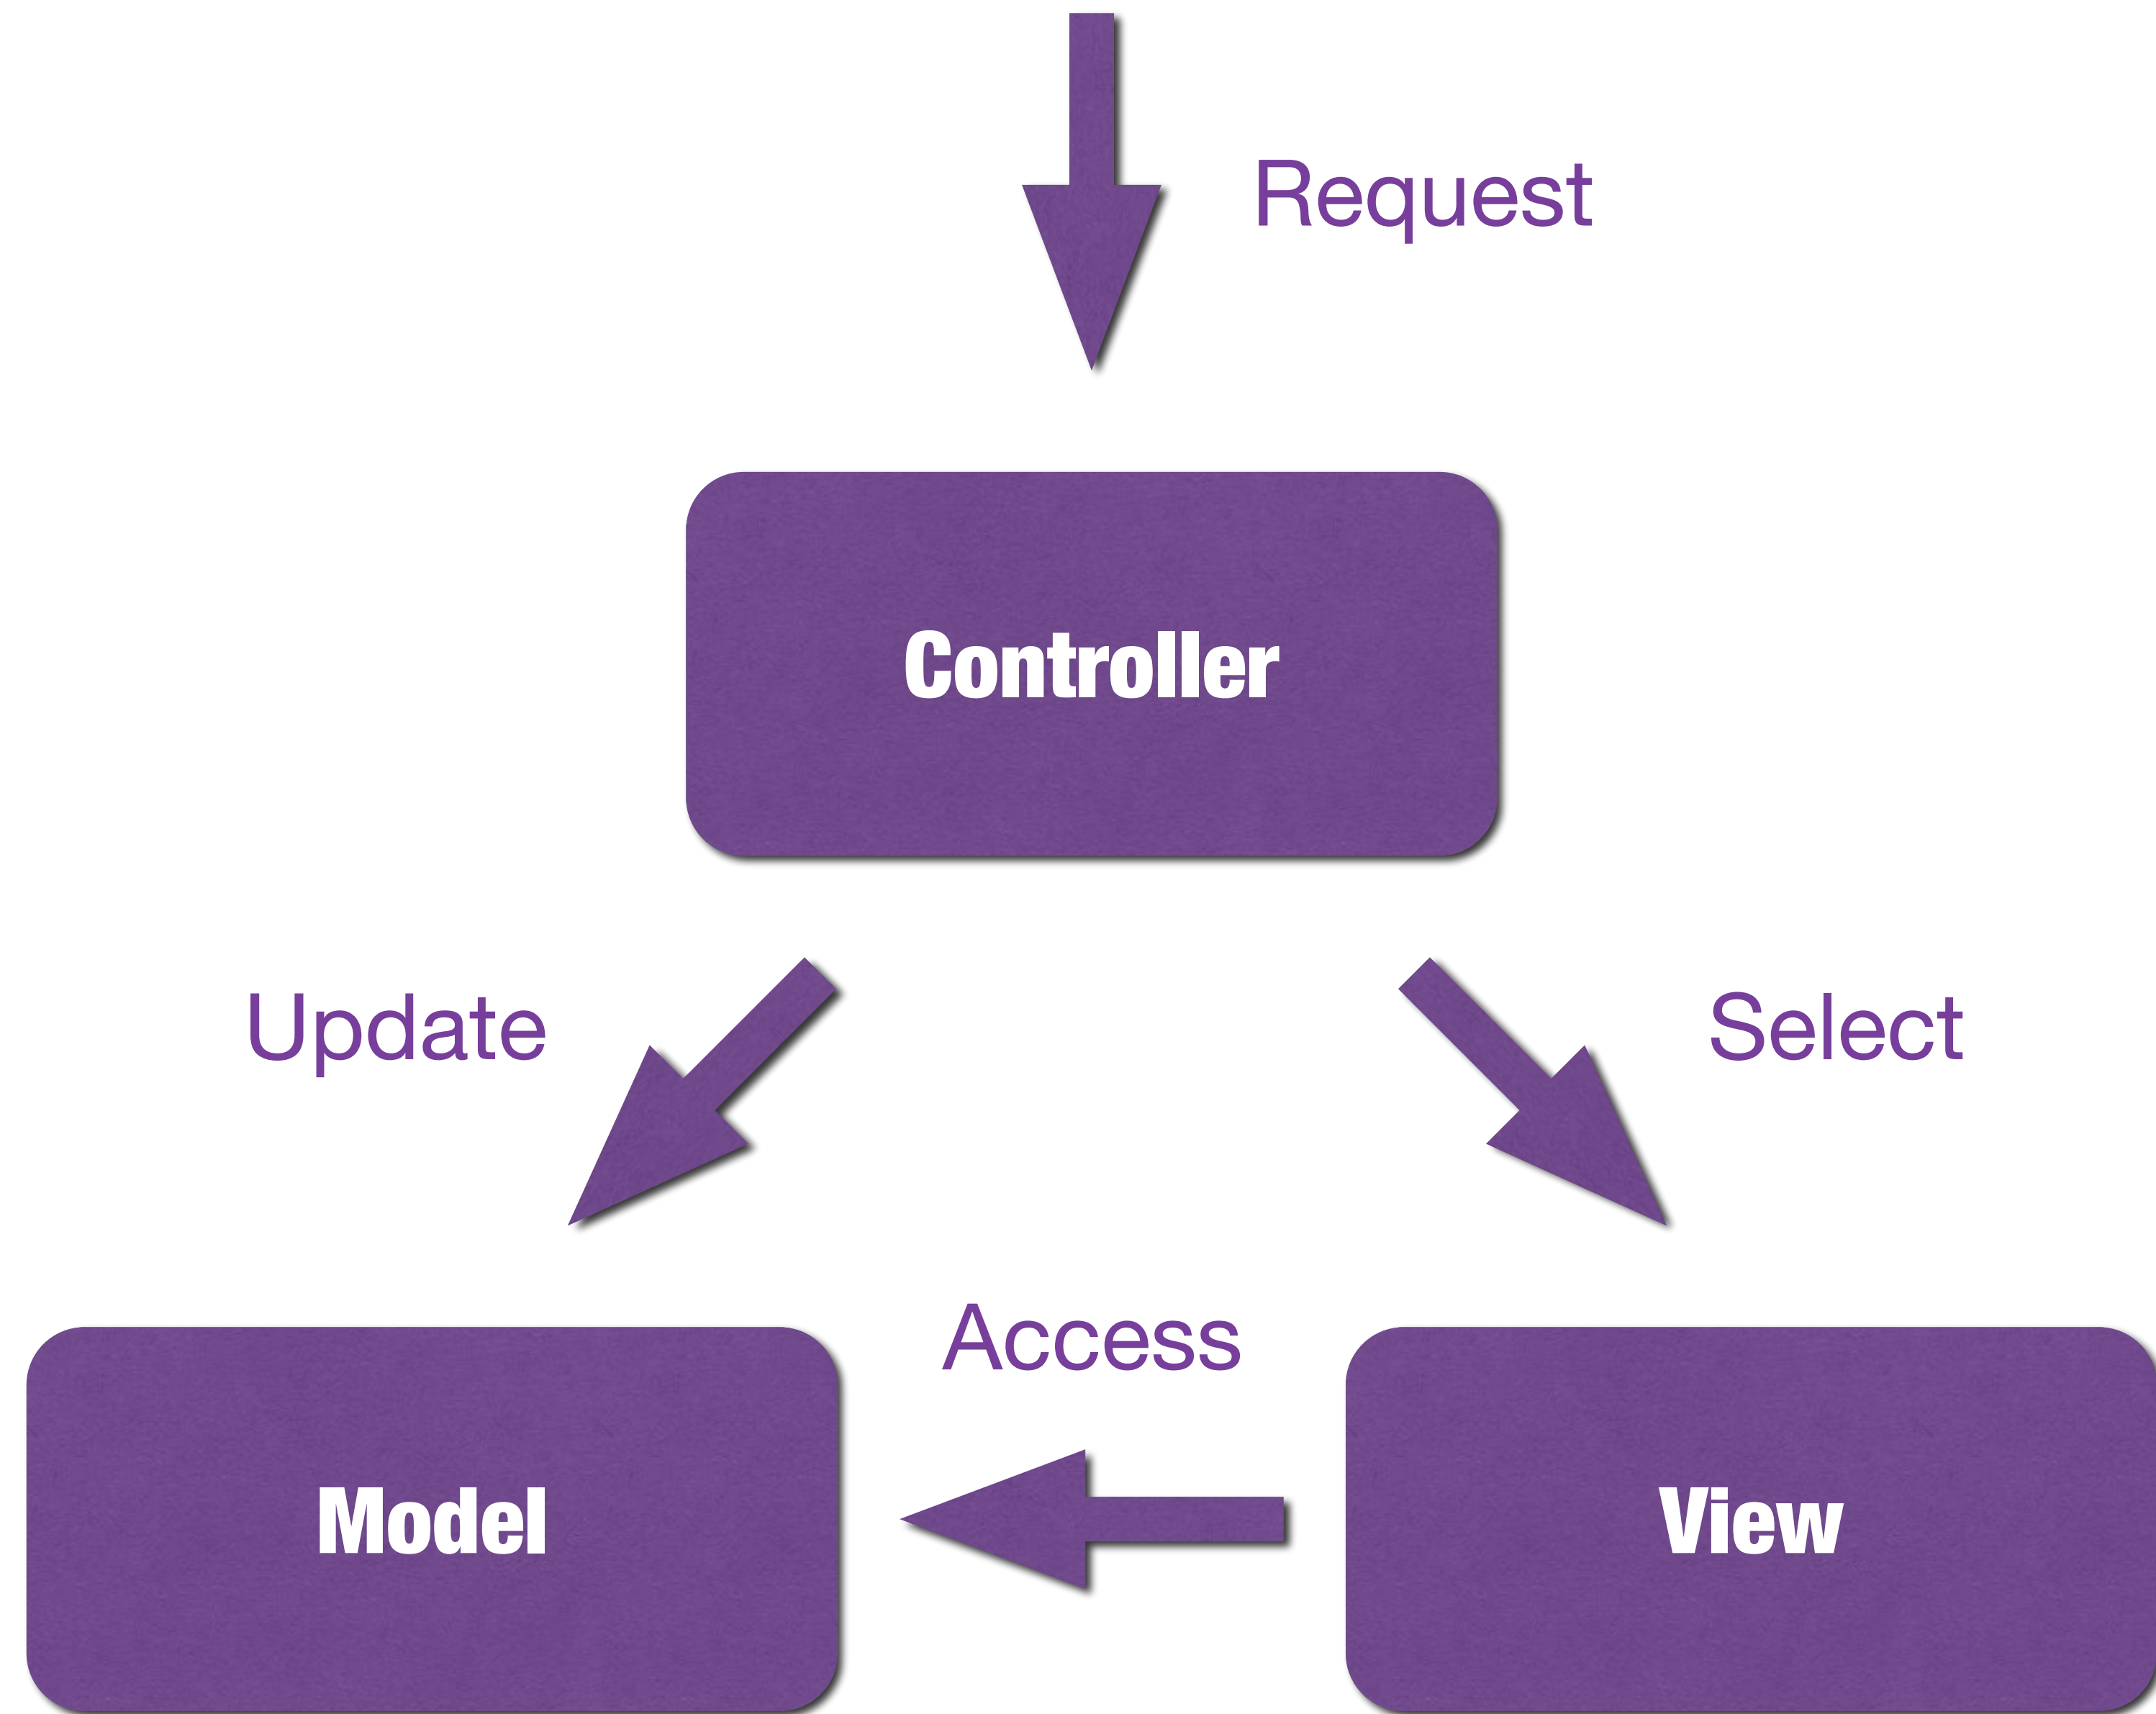 Request
Controller
Update
Select
Access
Model
View